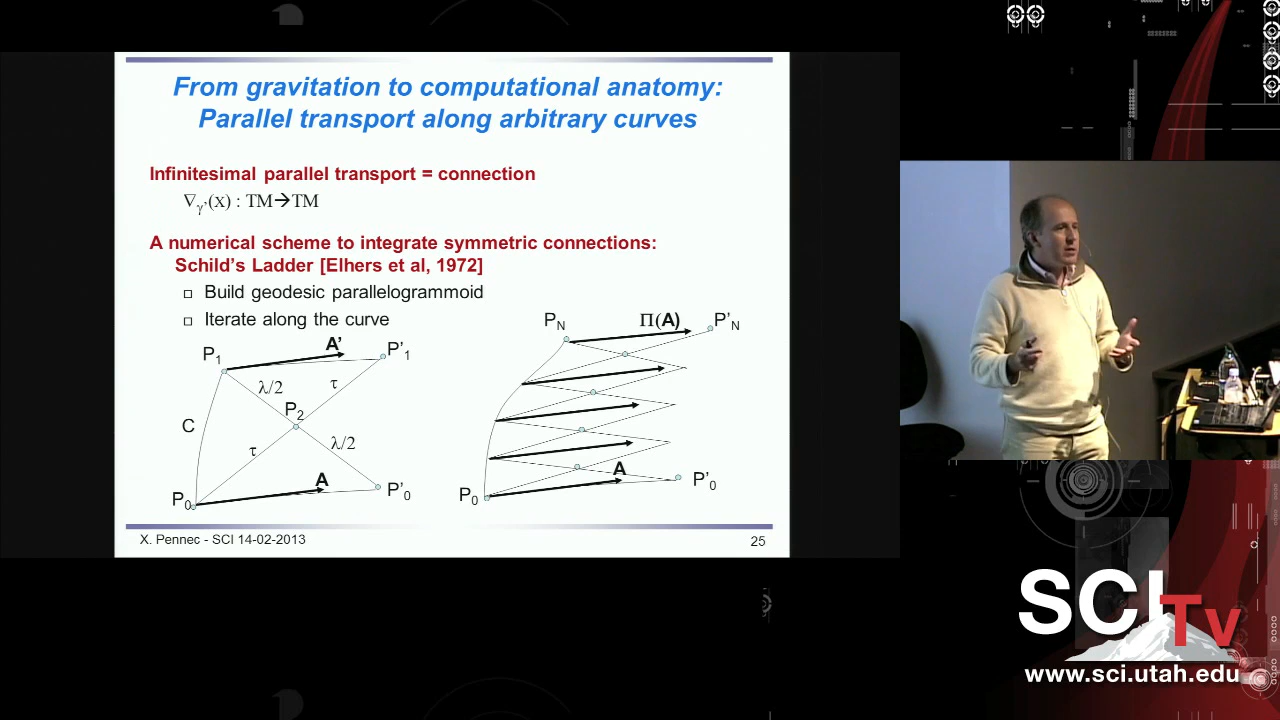 From gravitation to computational anatomy:
Parallel transport along arbitrary curves
Infinitesimal parallel transport = connection
∇γ'(x) : TM→TM
A numerical scheme to integrate symmetric connections:
Schild's Ladder [Elhers et al, 1972]
Build geodesic parallelogrammoid
Iterate along the curve
P1
A'
P'1
λ/2
τ
C
P2
τ
λ/2
P0
A
P'0
PN
Π(A)
P'N
P0
A
P'0
X. Pennec - SCI 14-02-2013
25
SCI
TV
www.sci.utah.edu